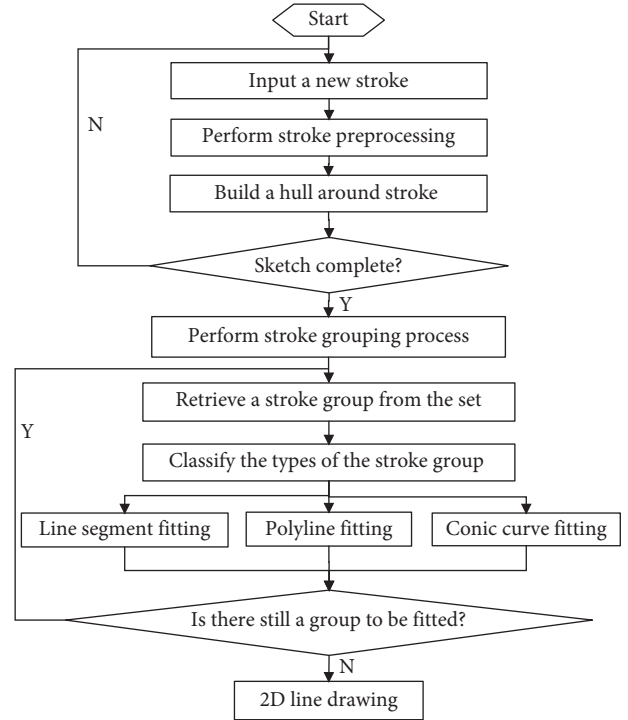 Start
Input a new stroke
N
Perform stroke preprocessing
Build a hull around stroke
Sketch complete?
Y
Perform stroke grouping process
Retrieve a stroke group from the set
Y
Classify the types of the stroke group
Line segment fitting
Polyline fitting
Conic curve fitting
Is there still a group to be fitted?
N
2D line drawing